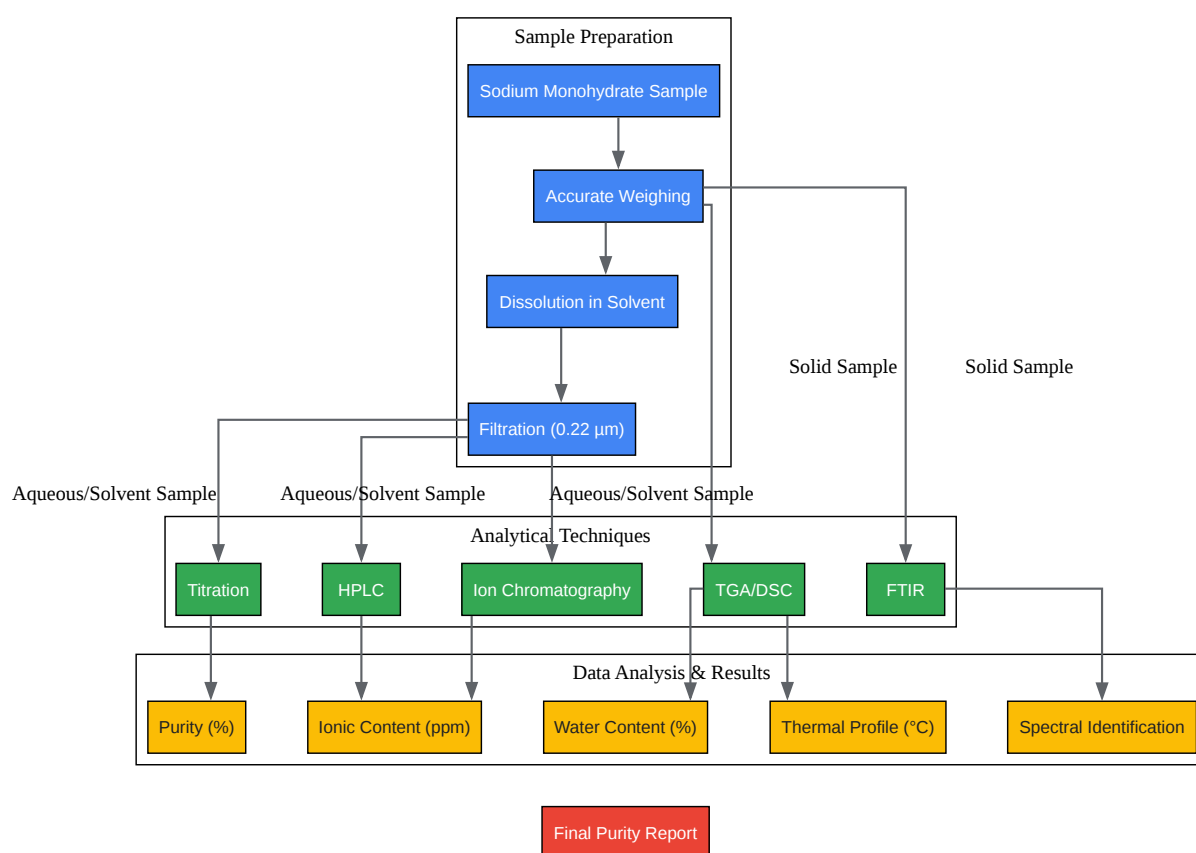 Sample Preparation
Sodium Monohydrate Sample
Accurate Weighing
Dissolution in Solvent
Solid Sample
Solid Sample
Filtration (0.22 µm)
Aqueous/Solvent Sample
Aqueous/Solvent Sample
Aqueous/Solvent Sample
Analytical Techniques
Titration
HPLC
Ion Chromatography
TGA/DSC
FTIR
Data Analysis & Results
Purity (%)
Ionic Content (ppm)
Water Content (%)
Thermal Profile (°C)
Spectral Identification
Final Purity Report